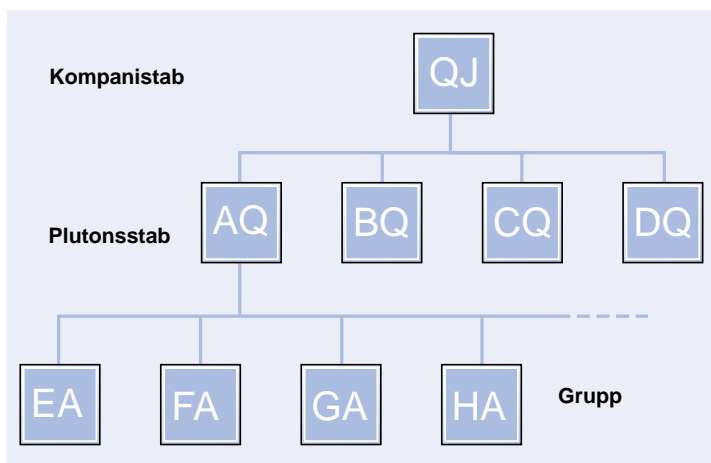 Kompanistab
QJ
Plutonsstab
AQ
BQ
CQ
DQ
EA
FA
GA
HA
Grupp